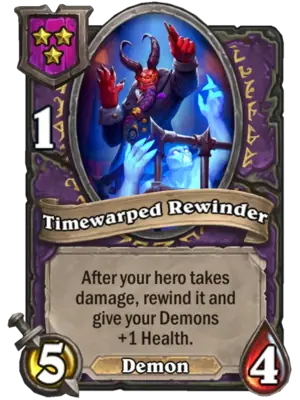 1
Timewarped Rewinder
After your hero takes
damage, rewind it and
give your Demons
+1 Health.
Demon
5
4